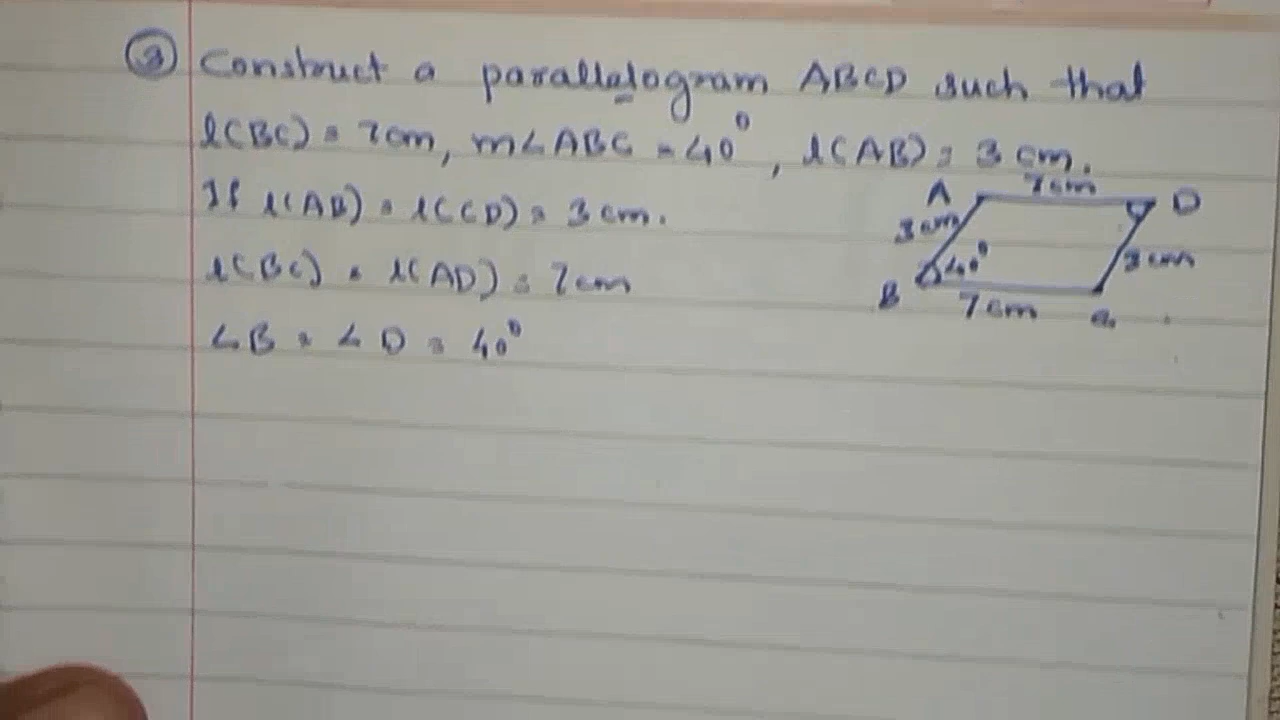 ③ Construct a parallelogram ABCD such that
l(BC) = 7cm, m∠ABC = 40°, l(AB) = 3 cm.
If l(AB) = l(CD) = 3 cm.
l(BC) = l(AD) = 7cm
∠B = ∠D = 40°
A 7cm D
3cm 40° 3cm
B 7cm C